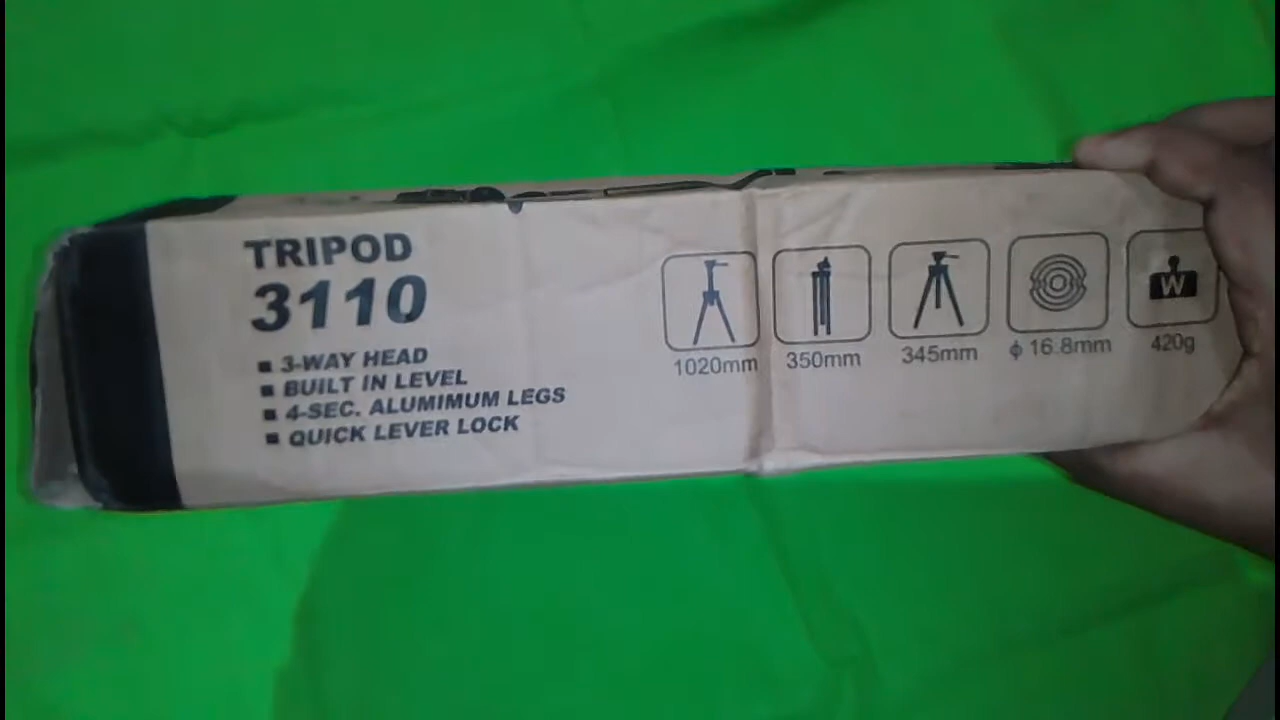 TRIPOD
3110
▪ 3-WAY HEAD
▪ BUILT IN LEVEL
▪ 4-SEC. ALUMIMUM LEGS
▪ QUICK LEVER LOCK
1020mm 350mm 345mm ϕ 16.8mm 420g
W